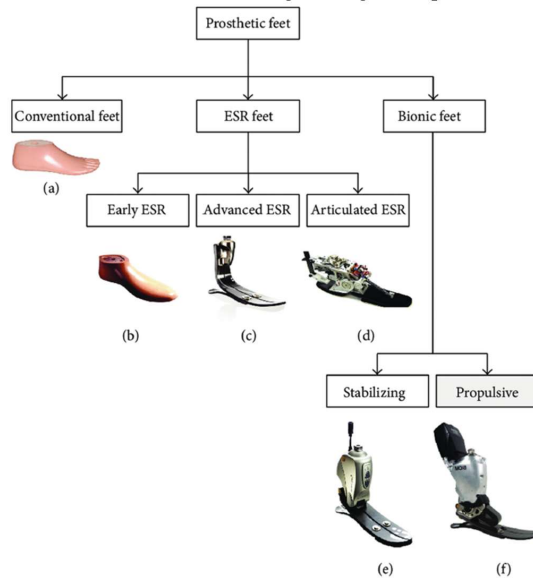 Prosthetic feet
Conventional feet
ESR feet
Bionic feet
(a)
Early ESR
Advanced ESR
Articulated ESR
(b)
(c)
(d)
Stabilizing
Propulsive
(e)
(f)